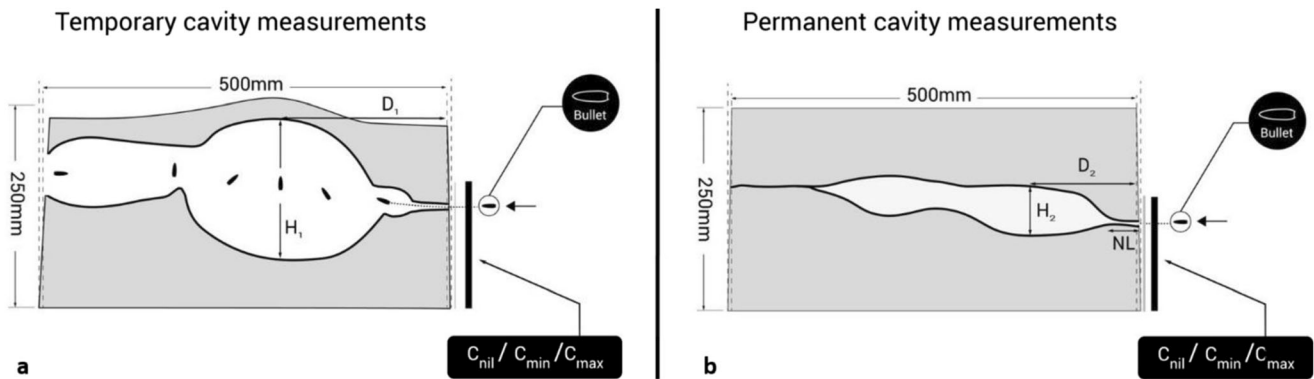 Temporary cavity measurements
500mm
D1
Bullet
250mm
H1
Cnil / Cmin /Cmax
a
Permanent cavity measurements
500mm
D2
Bullet
250mm
H2
NL
Cnil / Cmin /Cmax
b